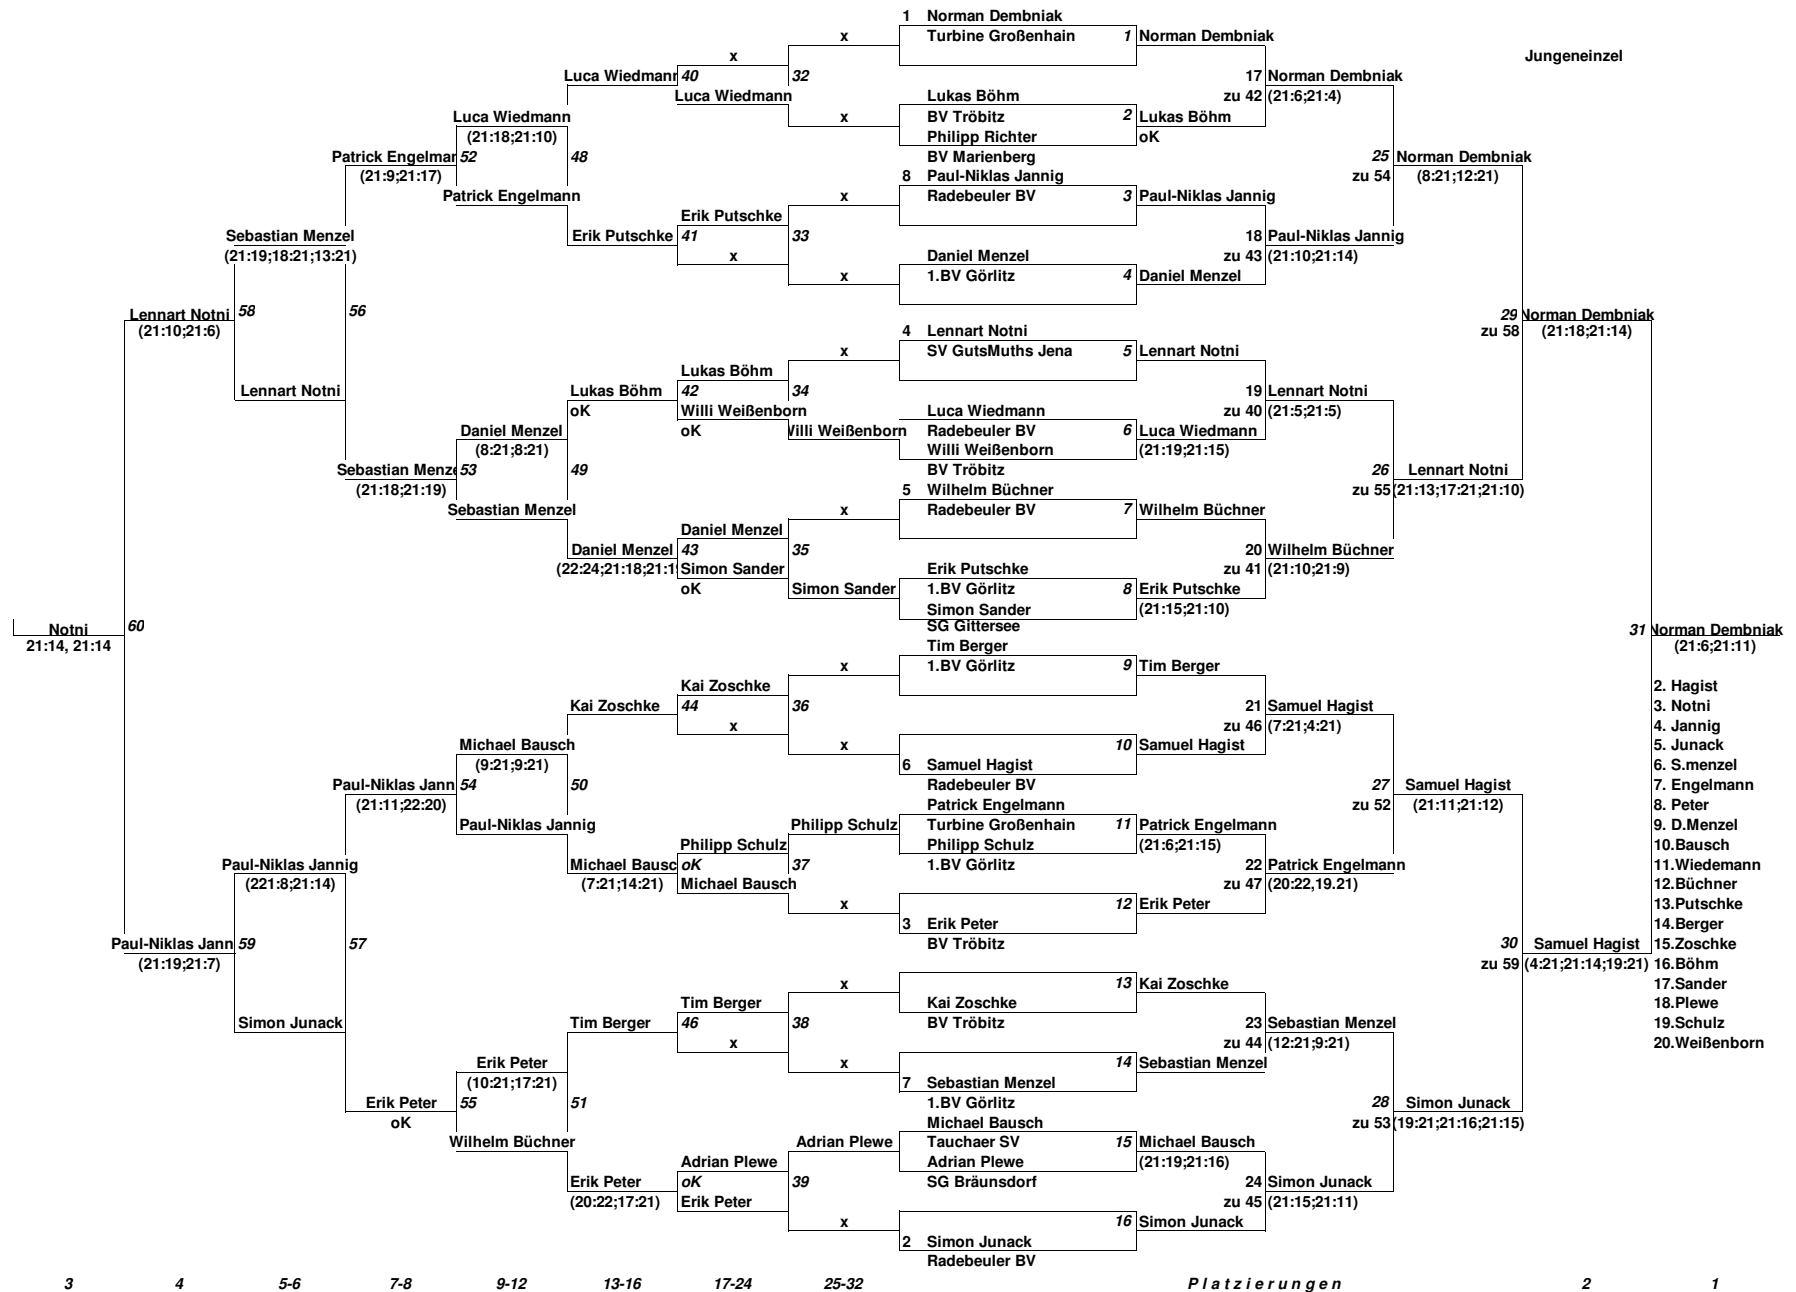 1 Norman Dembniak
x Turbine Großenhain 1 Norman Dembniak
x Jungeneinzel
Luca Wiedmann 40 32 17 Norman Dembniak
Luca Wiedmann Lukas Böhm zu 42 (21:6;21:4)
Luca Wiedmann x BV Tröbitz 2 Lukas Böhm
(21:18;21:10) Philipp Richter oK
Patrick Engelmar 52 48 BV Marienberg 25 Norman Dembniak
(21:9;21:17) 8 Paul-Niklas Jannig zu 54 (8:21;12:21)
Patrick Engelmann x Radebeuler BV 3 Paul-Niklas Jannig
Erik Putschke
Sebastian Menzel Erik Putschke 41 33 18 Paul-Niklas Jannig
(21:19;18:21;13:21) x Daniel Menzel zu 43 (21:10;21:14)
x 1.BV Görlitz 4 Daniel Menzel
Lennart Notni 58 56 29 Norman Dembniak
(21:10;21:6) 4 Lennart Notni zu 58 (21:18;21:14)
x SV GutsMuths Jena 5 Lennart Notni
Lukas Böhm
Lennart Notni Lukas Böhm 42 34 19 Lennart Notni
oK Willi Weißenborn Luca Wiedmann zu 40 (21:5;21:5)
Daniel Menzel oK Willi Weißenborn Radebeuler BV 6 Luca Wiedmann
(8:21;8:21) Willi Weißenborn (21:19;21:15)
Sebastian Menze 53 49 BV Tröbitz 26 Lennart Notni
(21:18;21:19) 5 Wilhelm Büchner zu 55 (21:13;17:21;21:10)
Sebastian Menzel x Radebeuler BV 7 Wilhelm Büchner
Daniel Menzel
Daniel Menzel 43 35 20 Wilhelm Büchner
(22:24;21:18;21:1 Simon Sander Erik Putschke zu 41 (21:10;21:9)
oK Simon Sander 1.BV Görlitz 8 Erik Putschke
Simon Sander (21:15;21:10)
Notni 60 SG Gittersee 31 Norman Dembniak
21:14, 21:14 Tim Berger (21:6;21:11)
x 1.BV Görlitz 9 Tim Berger
Kai Zoschke 2. Hagist
Kai Zoschke 44 36 21 Samuel Hagist 3. Notni
x zu 46 (7:21;4:21) 4. Jannig
Michael Bausch x 10 Samuel Hagist 5. Junack
(9:21;9:21) 6 Samuel Hagist 6. S.menzel
Paul-Niklas Jann 54 50 Radebeuler BV 27 Samuel Hagist 7. Engelmann
(21:11;22:20) Patrick Engelmann zu 52 (21:11;21:12) 8. Peter
Paul-Niklas Jannig Philipp Schulz Turbine Großenhain 11 Patrick Engelmann 9. D.Menzel
Philipp Schulz Philipp Schulz (21:6;21:15) 10.Bausch
Paul-Niklas Jannig Michael Bausc oK 37 1.BV Görlitz 22 Patrick Engelmann 11.Wiedemann
(221:8;21:14) (7:21;14:21) Michael Bausch zu 47 (20:22,19.21) 12.Büchner
x 12 Erik Peter 13.Putschke
3 Erik Peter 14.Berger
Paul-Niklas Jann 59 57 BV Tröbitz 30 Samuel Hagist 15.Zoschke
(21:19;21:7) zu 59 (4:21;21:14;19:21) 16.Böhm
x 13 Kai Zoschke 17.Sander
Tim Berger Kai Zoschke 18.Plewe
Simon Junack Tim Berger 46 38 BV Tröbitz 23 Sebastian Menzel 19.Schulz
x zu 44 (12:21;9:21) 20.Weißenborn
Erik Peter x 14 Sebastian Menzel
(10:21;17:21) 7 Sebastian Menzel
Erik Peter 55 51 1.BV Görlitz 28 Simon Junack
oK Michael Bausch zu 53 (19:21;21:16;21:15)
Wilhelm Büchner Adrian Plewe Tauchaer SV 15 Michael Bausch
Adrian Plewe Adrian Plewe (21:19;21:16)
Erik Peter oK 39 SG Bräunsdorf 24 Simon Junack
(20:22;17:21) Erik Peter zu 45 (21:15;21:11)
x 16 Simon Junack
2 Simon Junack
Radebeuler BV
3 4 5-6 7-8 9-12 13-16 17-24 25-32 Platzierungen 2 1